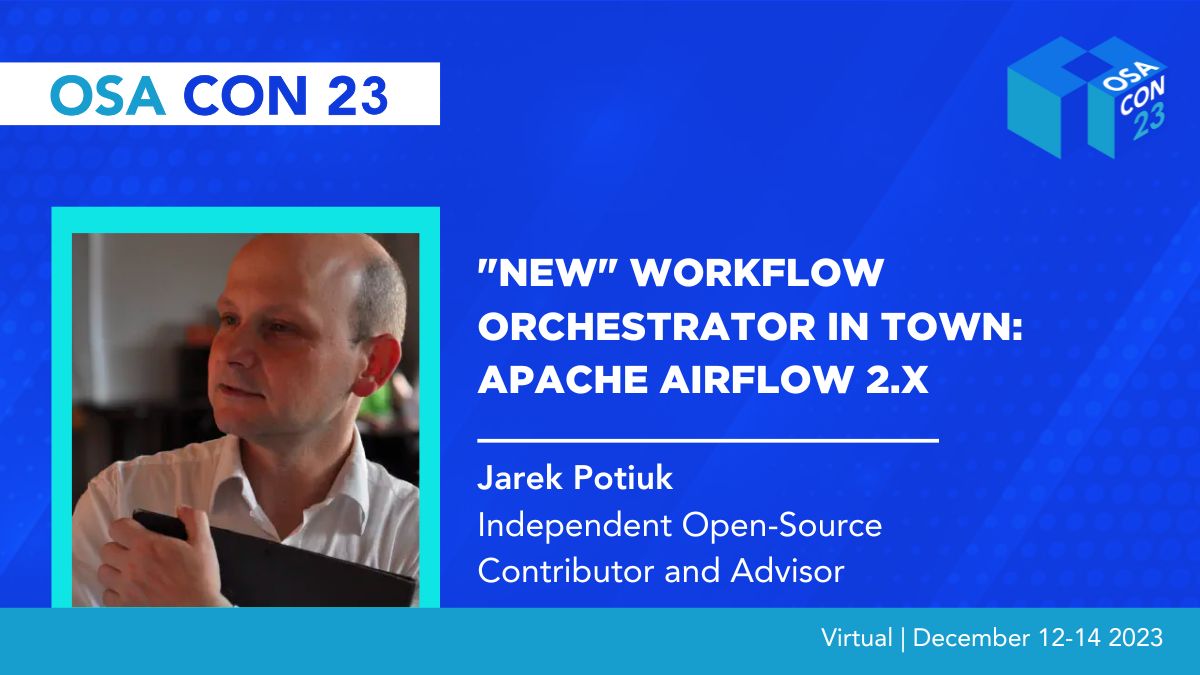 OSA CON 23
OSA
CON
23
"NEW" WORKFLOW
ORCHESTRATOR IN TOWN:
APACHE AIRFLOW 2.X
Jarek Potiuk
Independent Open-Source
Contributor and Advisor
Virtual | December 12-14 2023